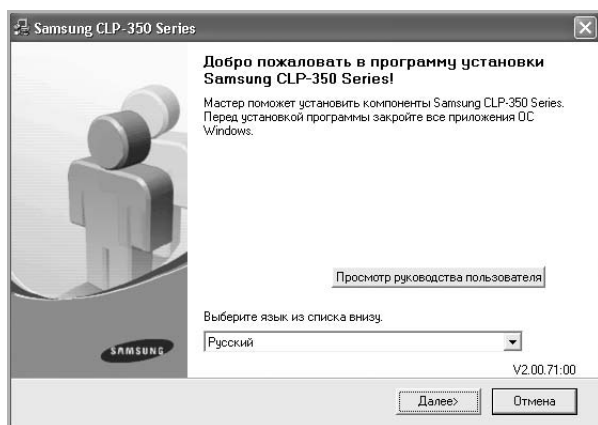 Samsung CLP-350 Series
Добро пожаловать в программу установки
Samsung CLP-350 Series!
Мастер поможет установить компоненты Samsung CLP-350 Series.
Перед установкой программы закройте все приложения ОС
Windows.
Просмотр руководства пользователя
Выберите язык из списка внизу.
Русский
SAMSUNG
V2.00.71:00
Далее>
Отмена